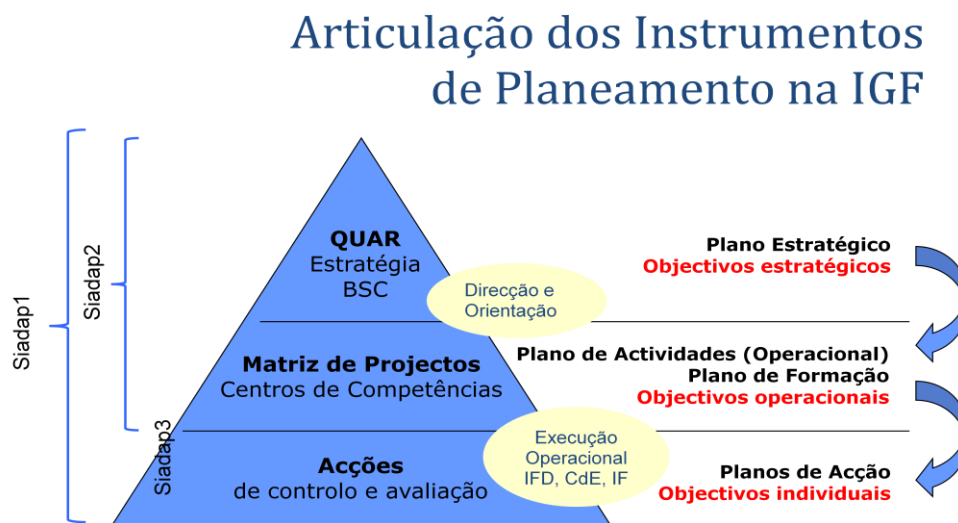 Articulação dos Instrumentos
de Planeamento na IGF
Siadap1
Siadap2
Siadap3
QUAR
Estratégia
BSC
Direcção e
Orientação
Plano Estratégico
Objectivos estratégicos
Matriz de Projectos
Centros de Competências
Plano de Actividades (Operacional)
Plano de Formação
Objectivos operacionais
Acções
de controlo e avaliação
Execução
Operacional
IFD, CdE, IF
Planos de Acção
Objectivos individuais